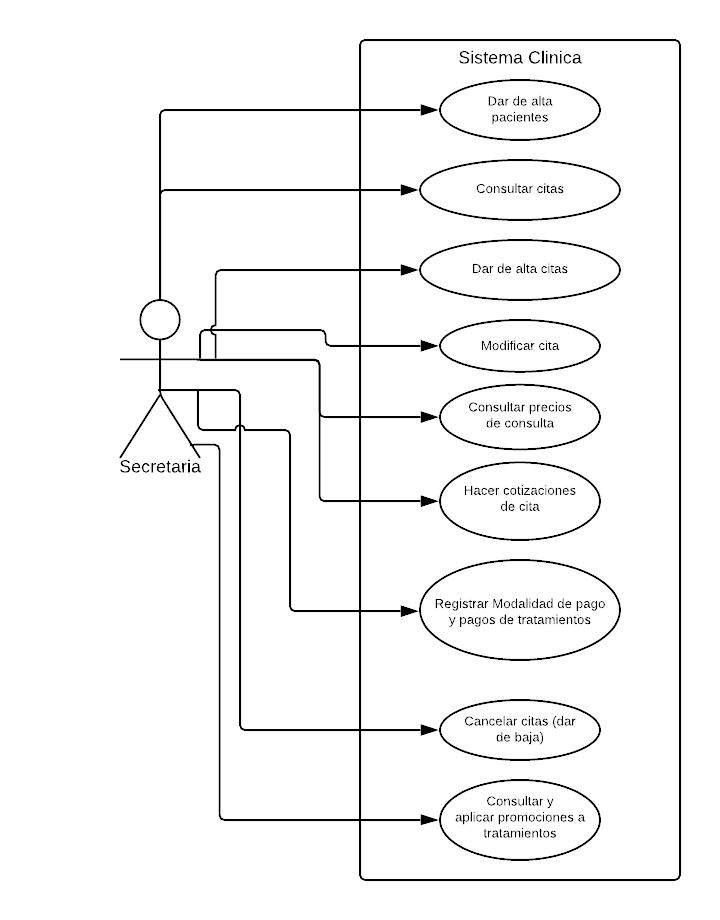 Sistema Clinica
Dar de alta
pacientes
Consultar citas
Dar de alta citas
Modificar cita
Consultar precios
de consulta
Secretaria
Hacer cotizaciones
de cita
Registrar Modalidad de pago
y pagos de tratamientos
Cancelar citas (dar
de baja)
Consultar y
aplicar promociones a
tratamientos